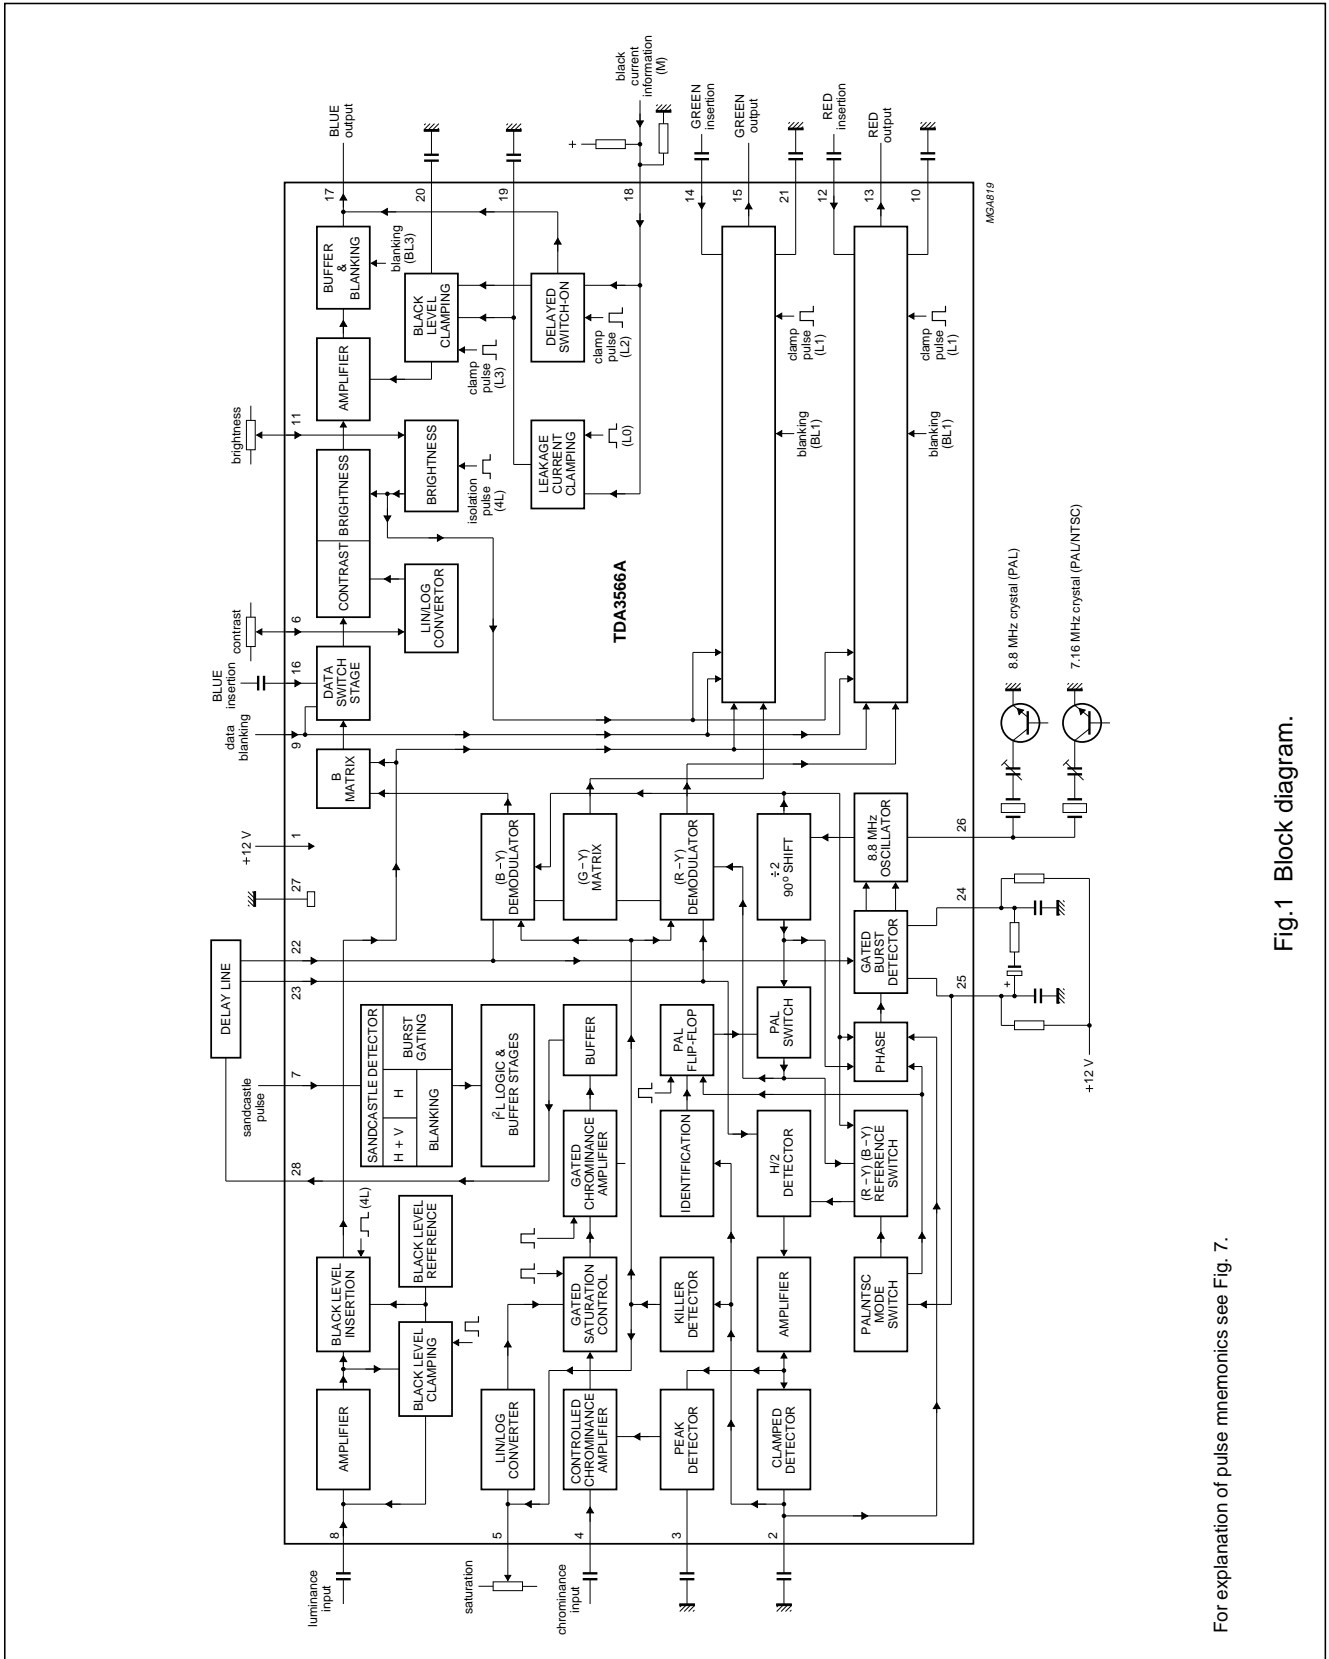 luminance
input
8
AMPLIFIER
BLACK LEVEL
CLAMPING
BLACK LEVEL
INSERTION
BLACK LEVEL
REFERENCE
(4L)
28
sandcastle
pulse
7
SANDCASTLE DETECTOR
H + V
H
BURST
GATING
BLANKING
I²L LOGIC &
BUFFER STAGES
DELAY LINE
23
22
27
+12 V
1
data
blanking
9
B
MATRIX
BLUE
insertion
16
DATA
SWITCH
STAGE
contrast
6
CONTRAST
BRIGHTNESS
LIN/LOG
CONVERTOR
brightness
11
BRIGHTNESS
isolation
pulse
(4L)
AMPLIFIER
BUFFER
&
BLANKING
blanking
(BL3)
17
BLUE
output
BLACK
LEVEL
CLAMPING
clamp
pulse
(L3)
20
19
DELAYED
SWITCH-ON
clamp
pulse
(L2)
LEAKAGE
CURRENT
CLAMPING
(L0)
18
+
black
current
information
(M)
saturation
5
LIN/LOG
CONVERTER
chrominance
input
4
CONTROLLED
CHROMINANCE
AMPLIFIER
GATED
SATURATION
CONTROL
GATED
CHROMINANCE
AMPLIFIER
BUFFER
(B – Y)
DEMODULATOR
(G – Y)
MATRIX
(R – Y)
DEMODULATOR
TDA3566A
3
PEAK
DETECTOR
KILLER
DETECTOR
IDENTIFICATION
PAL
FLIP-FLOP
2
CLAMPED
DETECTOR
AMPLIFIER
H/2
DETECTOR
PAL
SWITCH
÷2
90° SHIFT
PAL/NTSC
MODE
SWITCH
(R – Y) (B – Y)
REFERENCE
SWITCH
PHASE
GATED
BURST
DETECTOR
8.8 MHz
OSCILLATOR
blanking
(BL1)
clamp
pulse
(L1)
14
GREEN
insertion
15
GREEN
output
21
blanking
(BL1)
clamp
pulse
(L1)
12
RED
insertion
13
RED
output
10
25
24
26
+
+12 V
8.8 MHz crystal (PAL)
7.16 MHz crystal (PAL/NTSC)
MGA819
For explanation of pulse mnemonics see Fig. 7.
Fig.1 Block diagram.